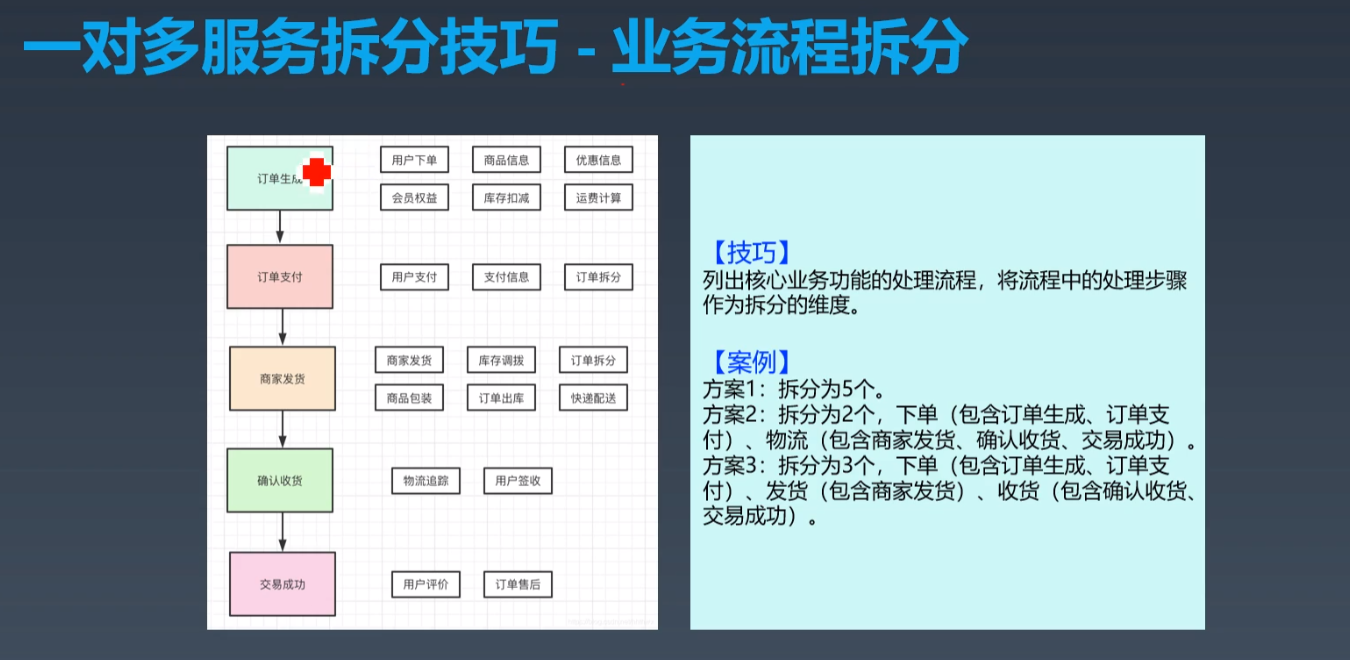 一对多服务拆分技巧 - 业务流程拆分
订单生成
用户下单 商品信息 优惠信息
会员权益 库存扣减 运费计算
订单支付
用户支付 支付信息 订单拆分
商家发货
商家发货 库存调拨 订单拆分
商品包装 订单出库 快递配送
确认收货
物流追踪 用户签收
交易成功
用户评价 订单售后
【技巧】
列出核心业务功能的处理流程，将流程中的处理步骤
作为拆分的维度。
【案例】
方案1：拆分为5个。
方案2：拆分为2个，下单（包含订单生成、订单支
付）、物流（包含商家发货、确认收货、交易成功）。
方案3：拆分为3个，下单（包含订单生成、订单支
付）、发货（包含商家发货）、收货（包含确认收货、
交易成功）。